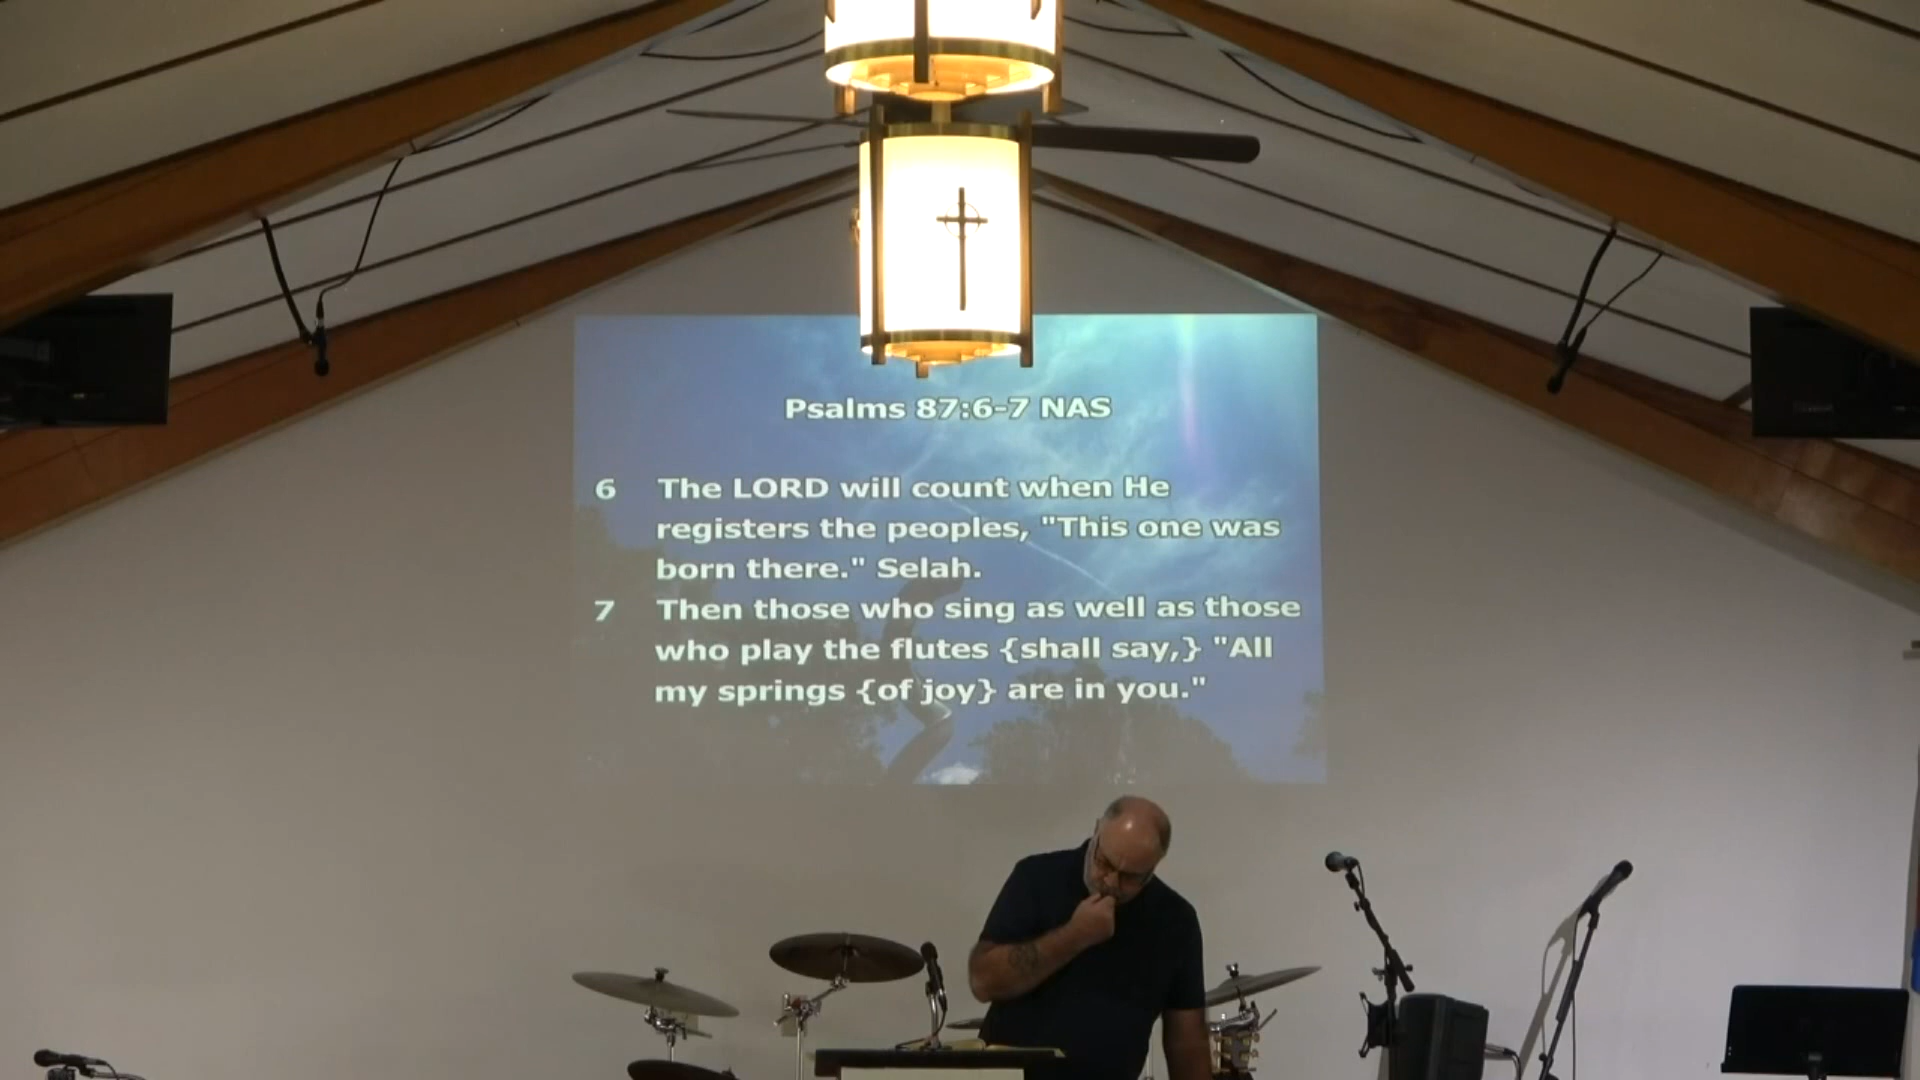 Psalms 87:6-7 NAS
6 The LORD will count when He
registers the peoples, "This one was
born there." Selah.
7 Then those who sing as well as those
who play the flutes {shall say,} "All
my springs {of joy} are in you."